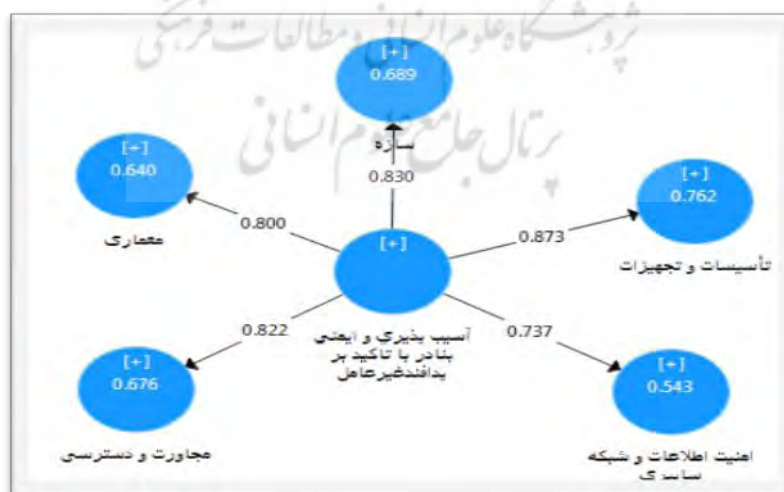 پژوهشگاه علوم انسانی و مطالعات فرهنگی
پرتال جامع علوم انسانی
[+]
0.689
سازه
0.830
[+]
0.640
معماری
0.800
[+]
0.762
تأسیسات و تجهیزات
0.873
[+]
آسیب پذیری و ایمنی
بنادر با تاکید بر
پدافندغیرعامل
0.822
[+]
0.676
مجاورت و دسترسی
0.737
[+]
0.543
امنیت اطلاعات و شبکه
سایبری